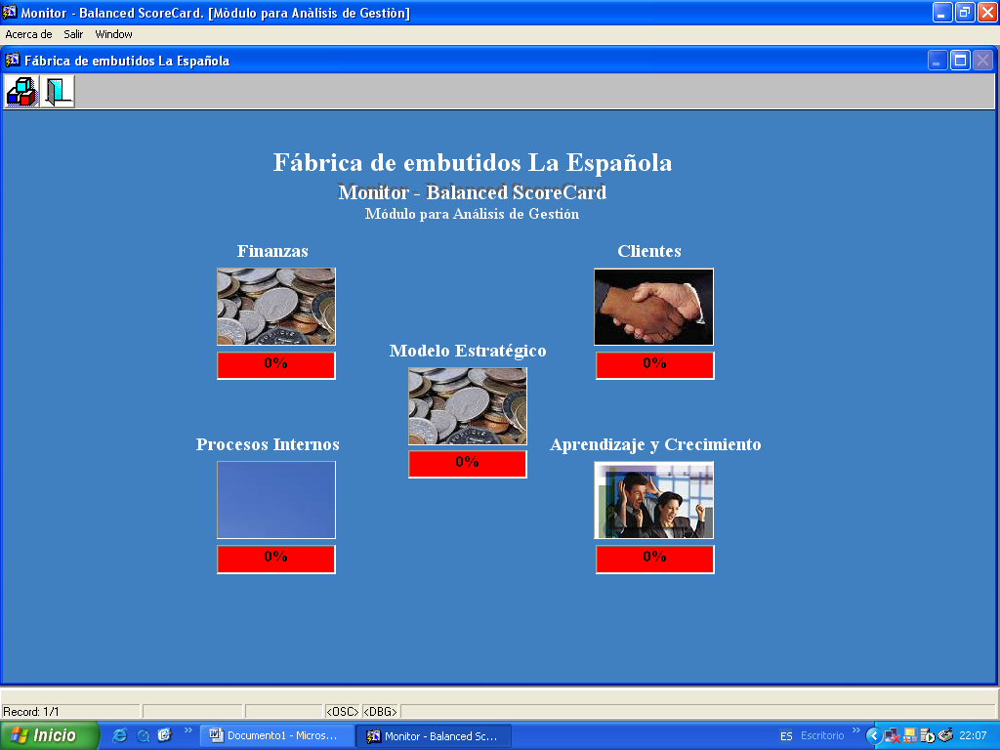 Monitor - Balanced ScoreCard. [Mòdulo para Anàlisis de Gestiòn]
Acerca de Salir Window
Fábrica de embutidos La Española
Fábrica de embutidos La Española
Monitor - Balanced ScoreCard
Módulo para Análisis de Gestión
Finanzas
Clientes
0%
0%
Modelo Estratégico
0%
Procesos Internos
Aprendizaje y Crecimiento
0%
0%
Record: 1/1
<OSC>
<DBG>
Inicio
Documento1 - Micros...
Monitor - Balanced Sc...
ES
Escritorio
22:07